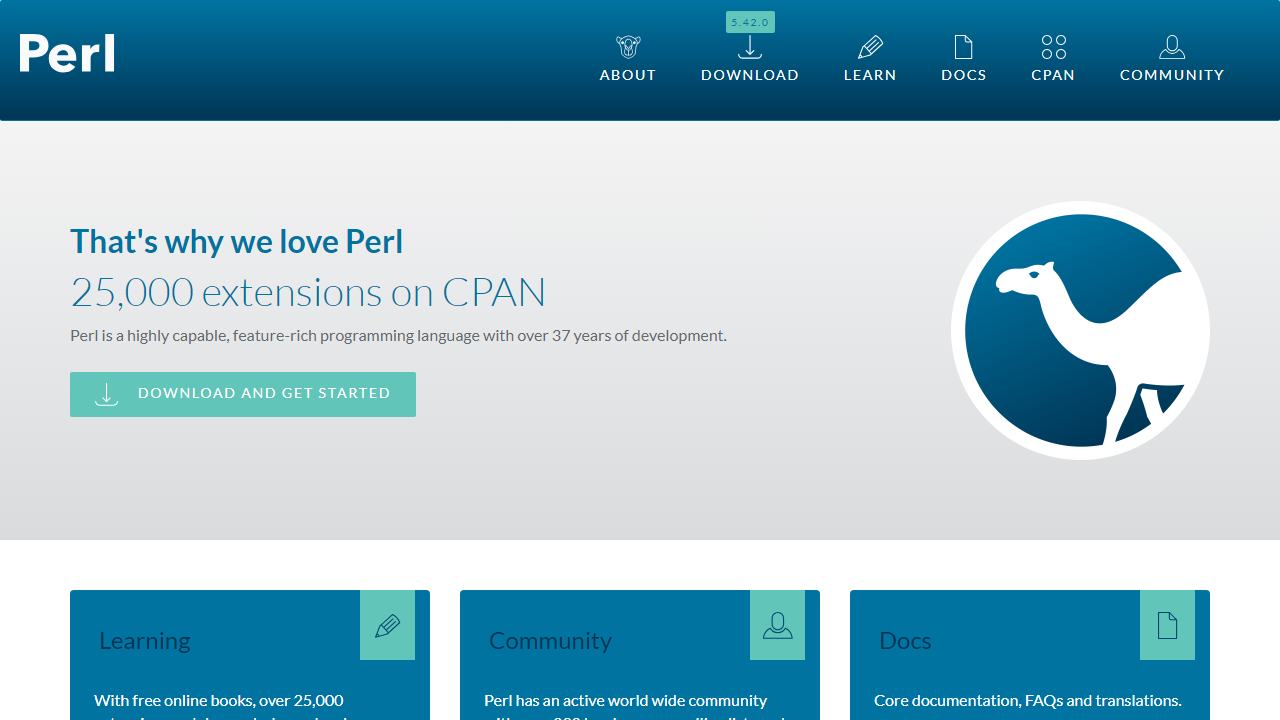 Perl
5.42.0
ABOUT
DOWNLOAD
LEARN
DOCS
CPAN
COMMUNITY
That's why we love Perl
25,000 extensions on CPAN
Perl is a highly capable, feature-rich programming language with over 37 years of development.
DOWNLOAD AND GET STARTED
Learning
With free online books, over 25,000
Community
Perl has an active world wide community
Docs
Core documentation, FAQs and translations.